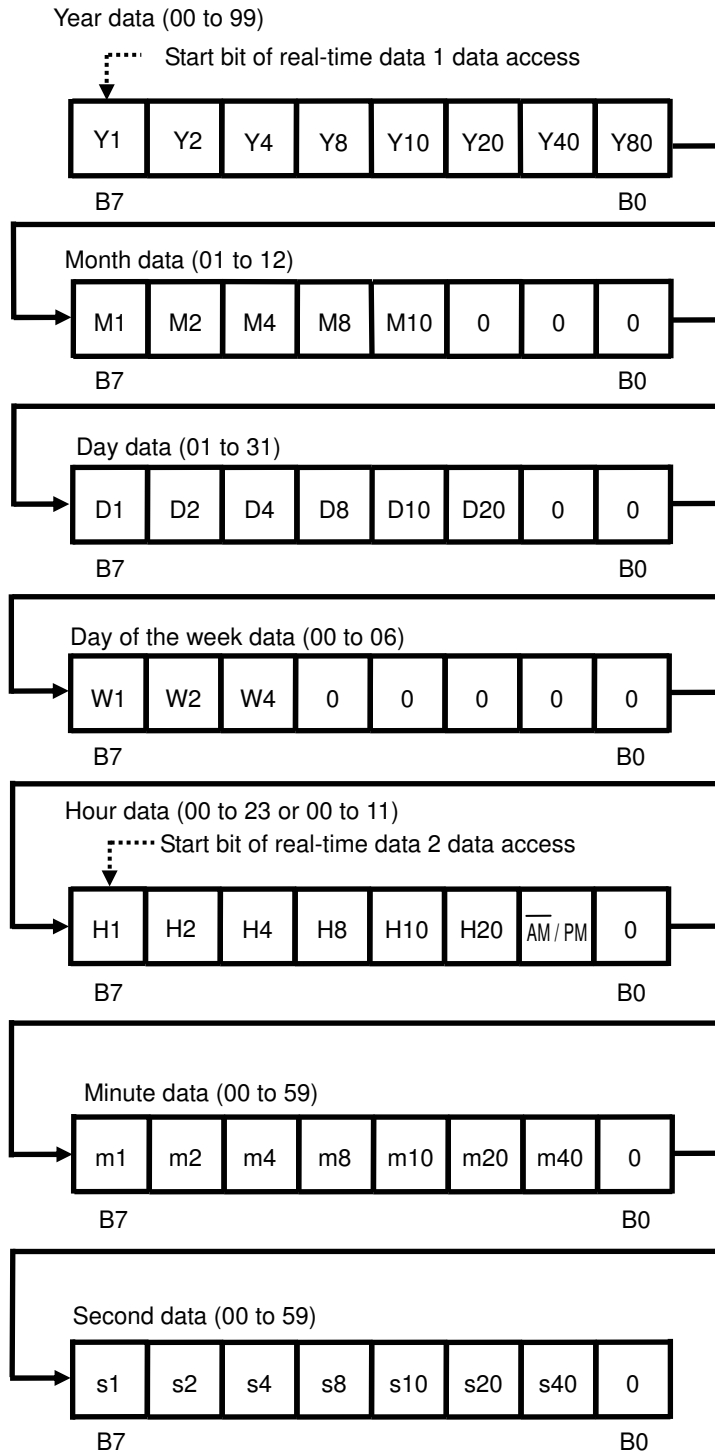 Year data (00 to 99)
Start bit of real-time data 1 data access
Y1 Y2 Y4 Y8 Y10 Y20 Y40 Y80
B7 B0
Month data (01 to 12)
M1 M2 M4 M8 M10 0 0 0
B7 B0
Day data (01 to 31)
D1 D2 D4 D8 D10 D20 0 0
B7 B0
Day of the week data (00 to 06)
W1 W2 W4 0 0 0 0 0
B7 B0
Hour data (00 to 23 or 00 to 11)
Start bit of real-time data 2 data access
H1 H2 H4 H8 H10 H20 A̅M̅ / PM 0
B7 B0
Minute data (00 to 59)
m1 m2 m4 m8 m10 m20 m40 0
B7 B0
Second data (00 to 59)
s1 s2 s4 s8 s10 s20 s40 0
B7 B0